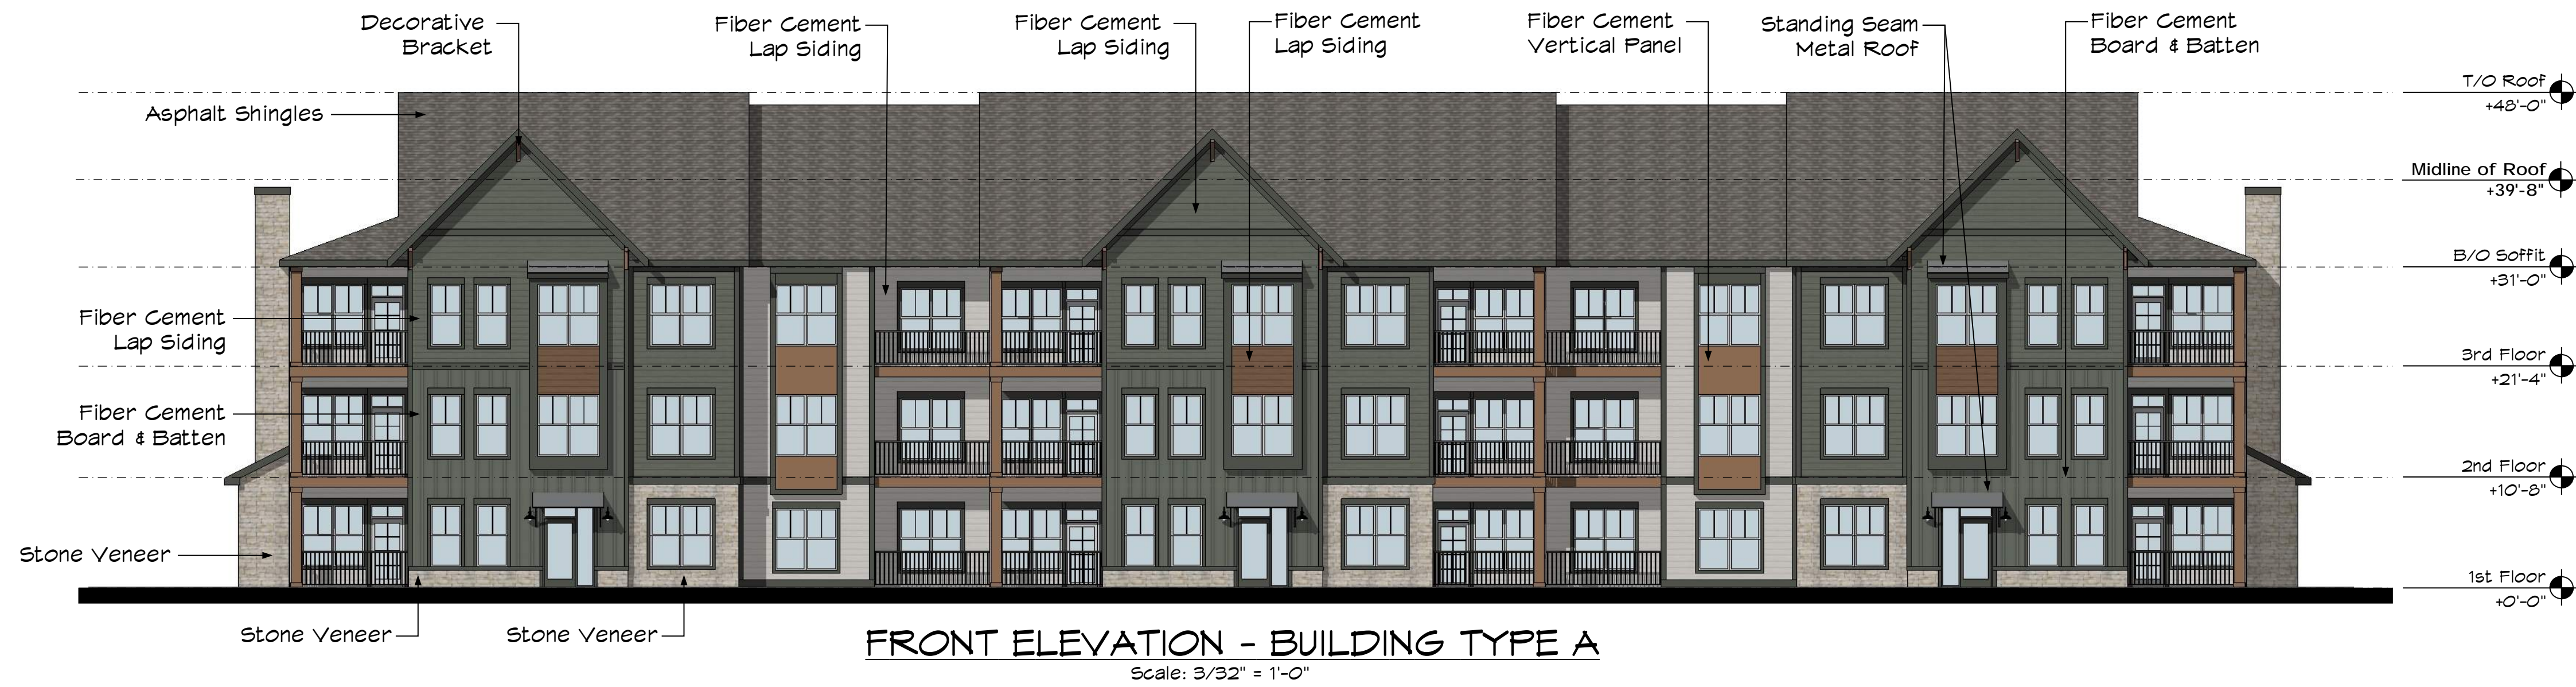 Decorative
Bracket
Fiber Cement
Lap Siding
Fiber Cement
Lap Siding
Fiber Cement
Lap Siding
Fiber Cement
Vertical Panel
Standing Seam
Metal Roof
Fiber Cement
Board & Batten
Asphalt Shingles
T/O Roof
+48'-0"
Midline of Roof
+39'-8"
B/O Soffit
+31'-0"
Fiber Cement
Lap Siding
3rd Floor
+21'-4"
Fiber Cement
Board & Batten
2nd Floor
+10'-8"
Stone Veneer
1st Floor
+0'-0"
Stone Veneer
Stone Veneer
FRONT ELEVATION - BUILDING TYPE A
Scale: 3/32" = 1'-0"